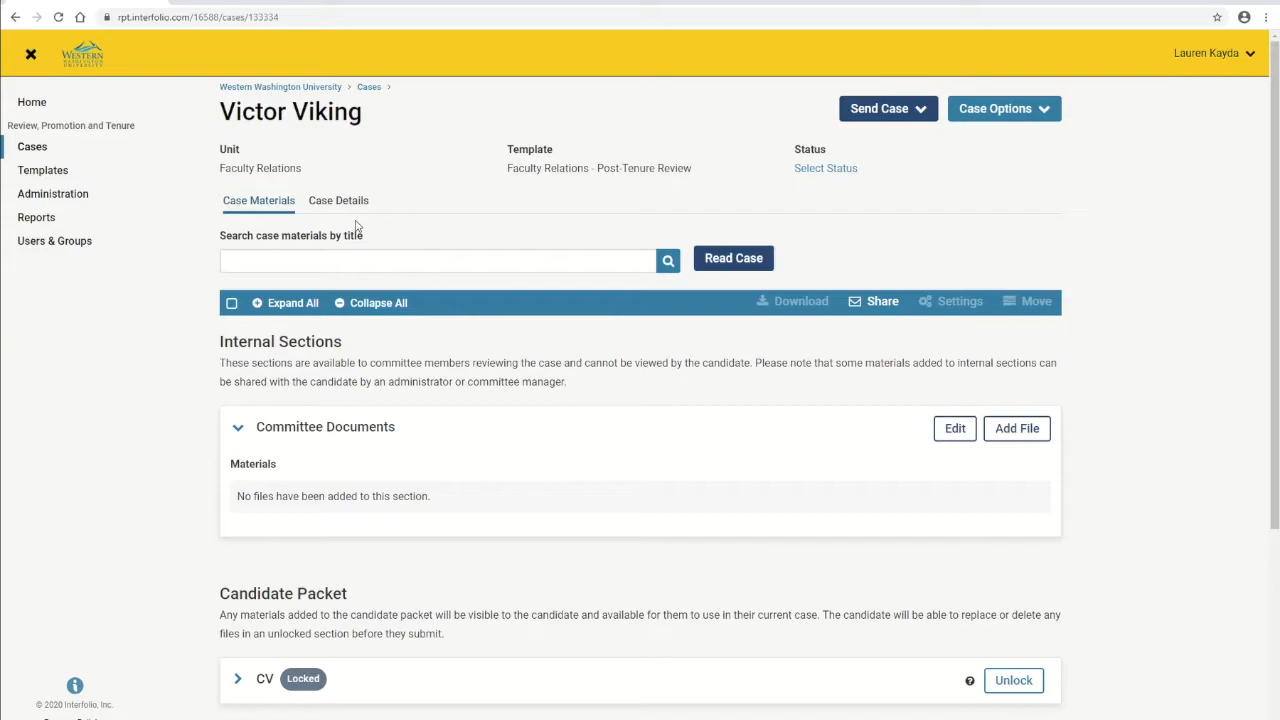 rpt.interfolio.com/16588/cases/133334
WESTERN
WASHINGTON
UNIVERSITY
Lauren Kayda
Home
Review, Promotion and Tenure
Cases
Templates
Administration
Reports
Users & Groups
Western Washington University > Cases >
Victor Viking
Send Case
Case Options
Unit
Template
Status
Faculty Relations
Faculty Relations - Post-Tenure Review
Select Status
Case Materials
Case Details
Search case materials by title
Read Case
Expand All
Collapse All
Download
Share
Settings
Move
Internal Sections
These sections are available to committee members reviewing the case and cannot be viewed by the candidate. Please note that some materials added to internal sections can
be shared with the candidate by an administrator or committee manager.
Committee Documents
Edit
Add File
Materials
No files have been added to this section.
Candidate Packet
Any materials added to the candidate packet will be visible to the candidate and available for them to use in their current case. The candidate will be able to replace or delete any
files in an unlocked section before they submit.
CV
Locked
?
Unlock
i
© 2020 Interfolio, Inc.